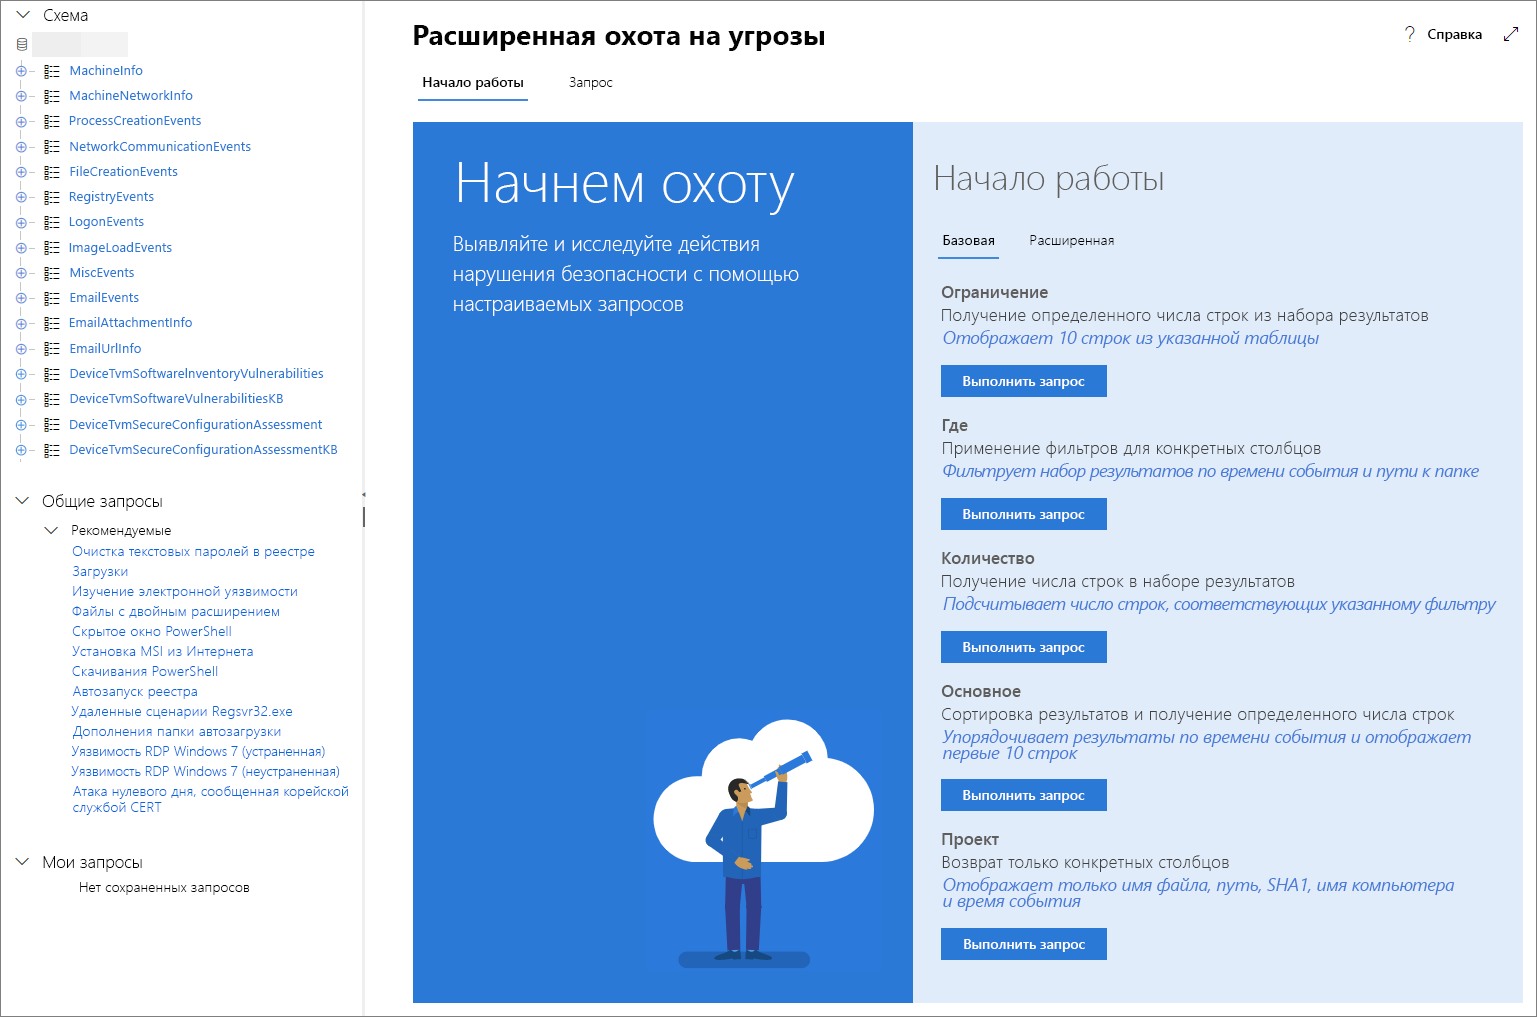 Схема
MachineInfo
MachineNetworkInfo
ProcessCreationEvents
NetworkCommunicationEvents
FileCreationEvents
RegistryEvents
LogonEvents
ImageLoadEvents
MiscEvents
EmailEvents
EmailAttachmentInfo
EmailUrlInfo
DeviceTvmSoftwareInventoryVulnerabilities
DeviceTvmSoftwareVulnerabilitiesKB
DeviceTvmSecureConfigurationAssessment
DeviceTvmSecureConfigurationAssessmentKB
Общие запросы
Рекомендуемые
Очистка текстовых паролей в реестре
Загрузки
Изучение электронной уязвимости
Файлы с двойным расширением
Скрытое окно PowerShell
Установка MSI из Интернета
Скачивания PowerShell
Автозапуск реестра
Удаленные сценарии Regsvr32.exe
Дополнения папки автозагрузки
Уязвимость RDP Windows 7 (устраненная)
Уязвимость RDP Windows 7 (неустраненная)
Атака нулевого дня, сообщенная корейской
службой CERT
Мои запросы
Нет сохраненных запросов
Расширенная охота на угрозы
? Справка
Начало работы
Запрос
Начнем охоту
Выявляйте и исследуйте действия
нарушения безопасности с помощью
настраиваемых запросов
Начало работы
Базовая
Расширенная
Ограничение
Получение определенного числа строк из набора результатов
Отображает 10 строк из указанной таблицы
Выполнить запрос
Где
Применение фильтров для конкретных столбцов
Фильтрует набор результатов по времени события и пути к папке
Выполнить запрос
Количество
Получение числа строк в наборе результатов
Подсчитывает число строк, соответствующих указанному фильтру
Выполнить запрос
Основное
Сортировка результатов и получение определенного числа строк
Упорядочивает результаты по времени события и отображает
первые 10 строк
Выполнить запрос
Проект
Возврат только конкретных столбцов
Отображает только имя файла, путь, SHA1, имя компьютера
и время события
Выполнить запрос